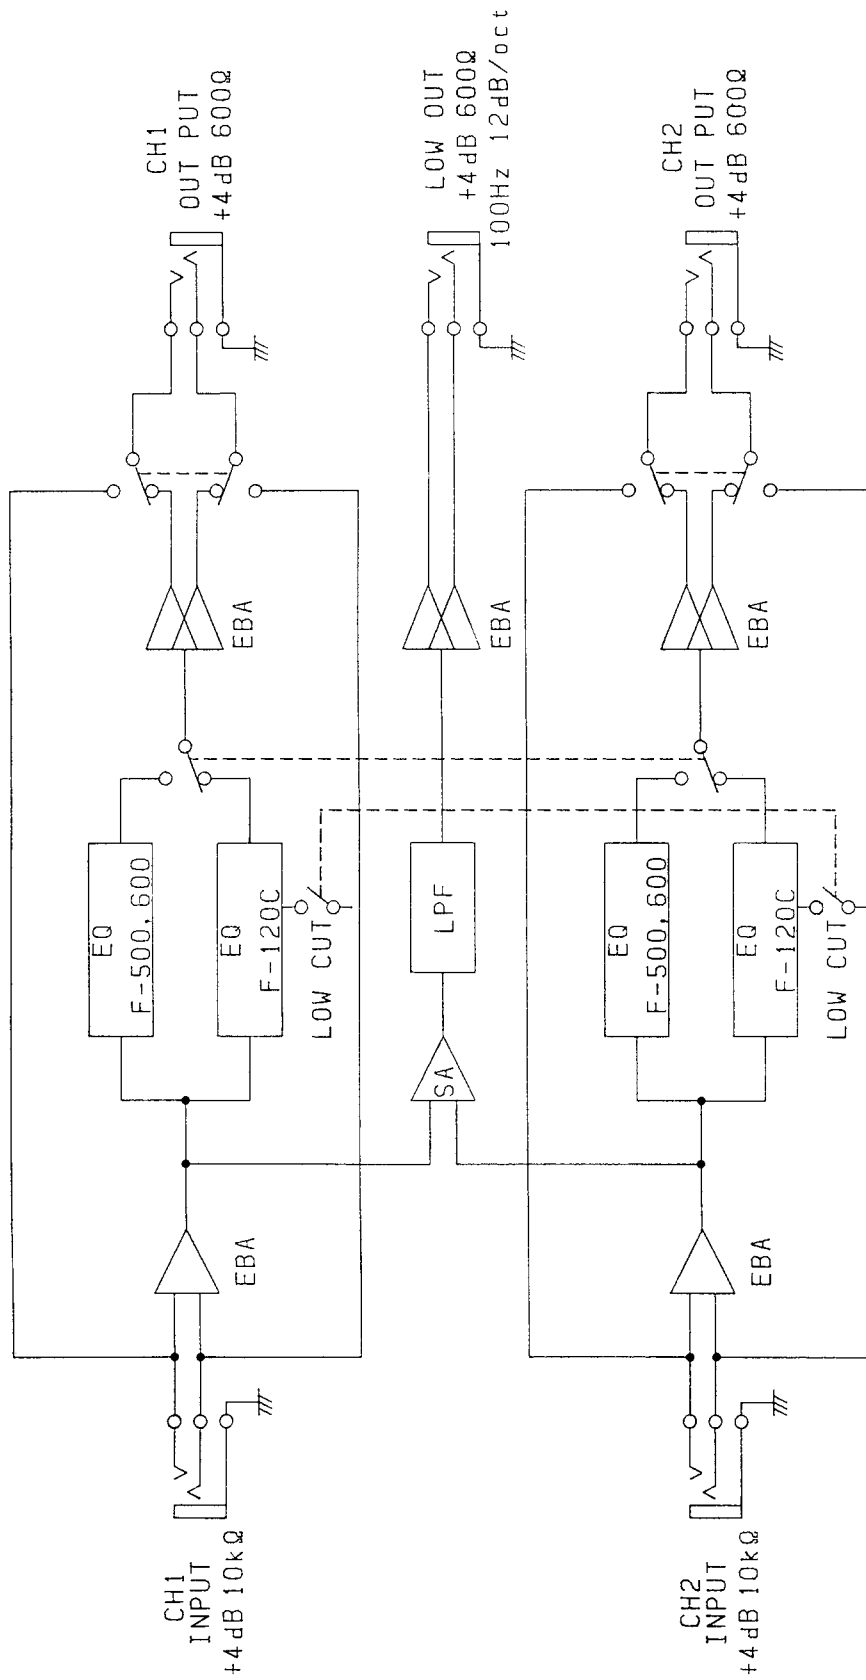 CH1
INPUT
+4dB 10kΩ
EBA
EQ
F-500,600
EQ
F-120C
LOW CUT
EBA
CH1
OUT PUT
+4dB 600Ω
SA
LPF
EBA
LOW OUT
+4dB 600Ω
100Hz 12dB/oct
CH2
INPUT
+4dB 10kΩ
EBA
EQ
F-500,600
EQ
F-120C
LOW CUT
EBA
CH2
OUT PUT
+4dB 600Ω